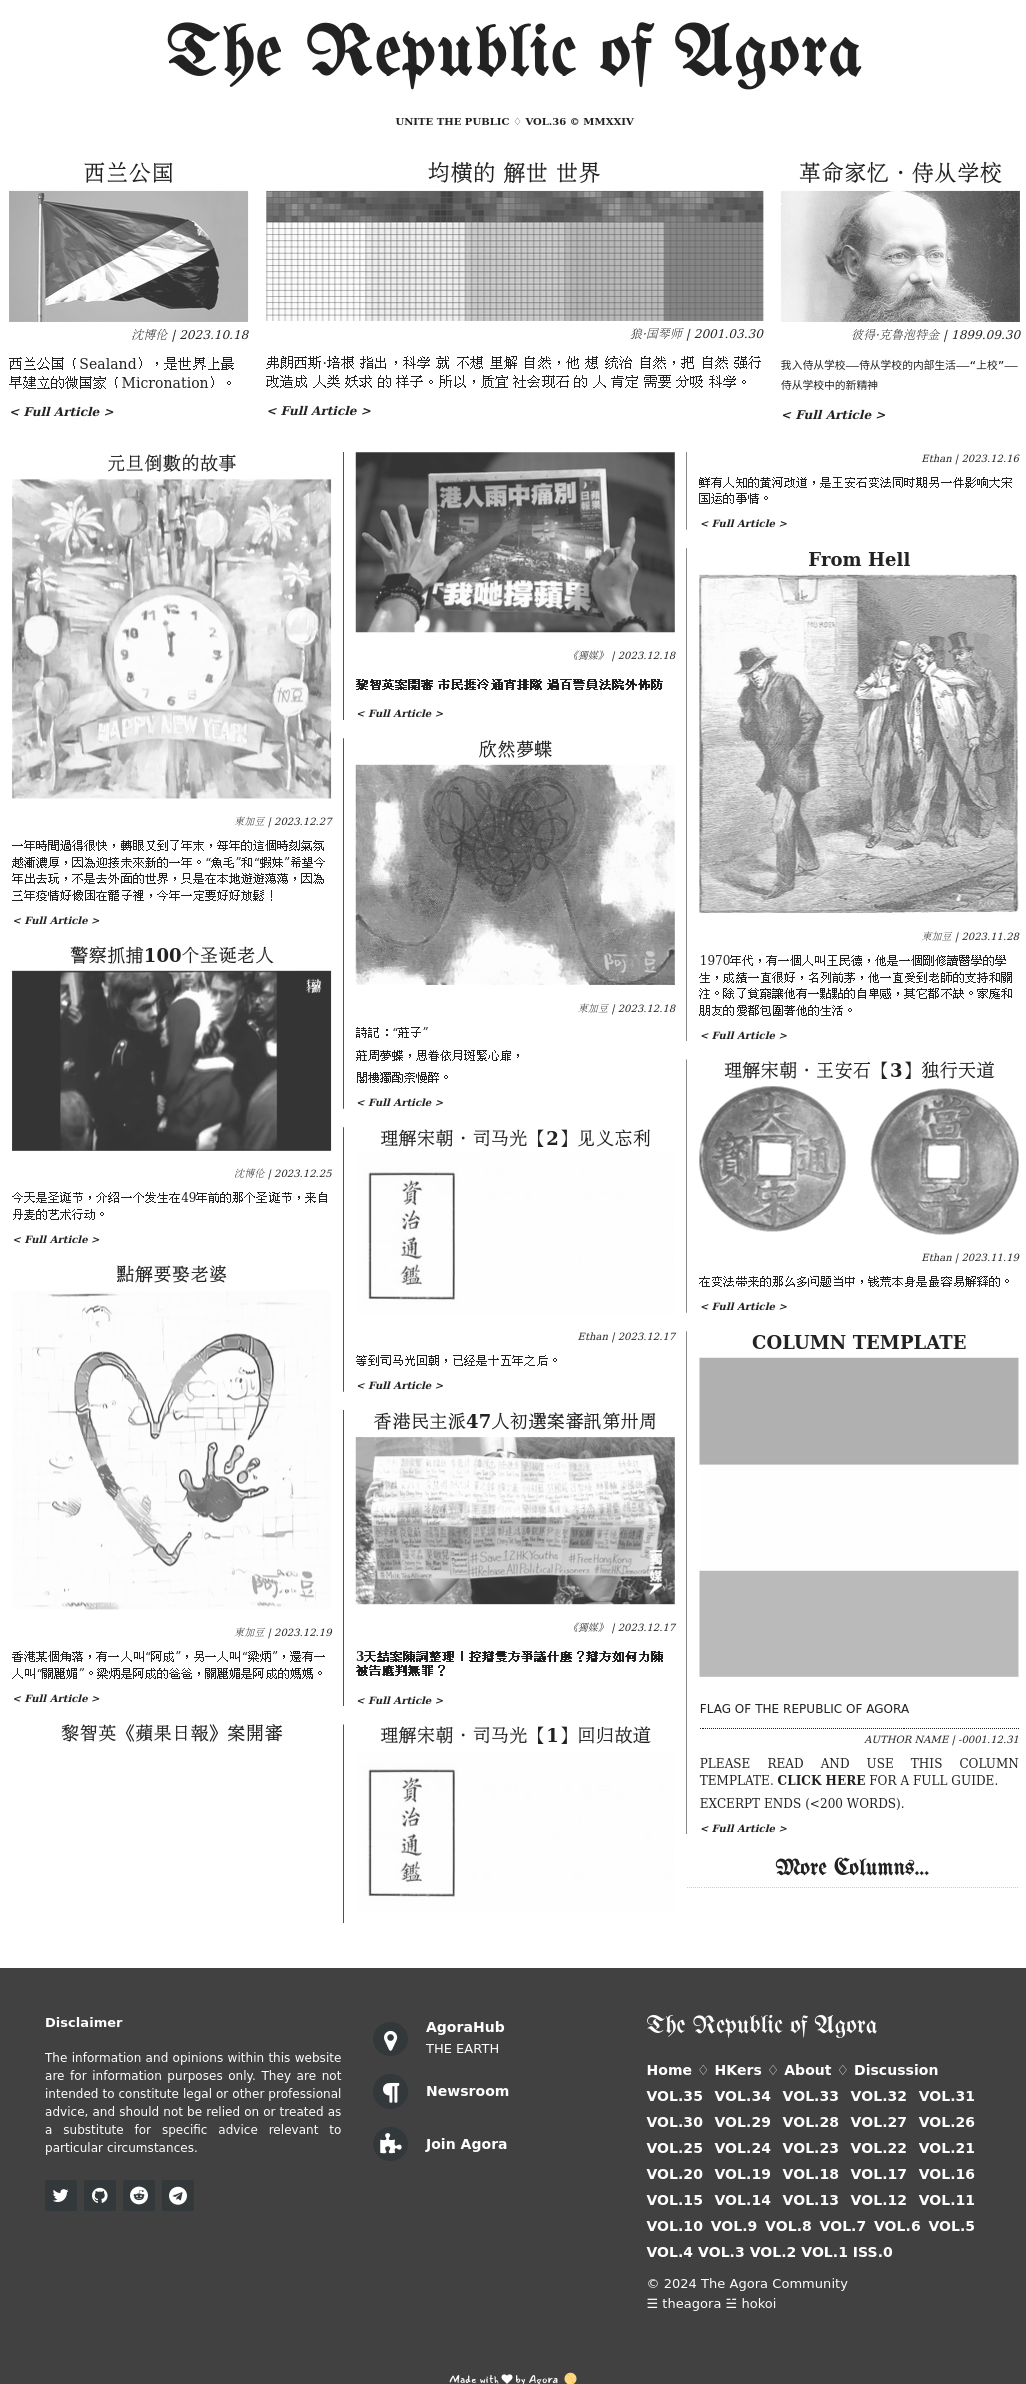 The Republic of Agora
UNITE THE PUBLIC ♢ VOL.36 © MMXXIV
西兰公国
沈博伦 | 2023.10.18
西兰公国（Sealand），是世界上最
早建立的微国家（Micronation）。
< Full Article >
均横的 解世 世界
狼·国琴师 | 2001.03.30
弗朗西斯·培根 指出，科学 就 不想 里解 自然，他 想 统治 自然，把 自然 强行
改造成 人类 妖求 的 样子。所以，质宜 社会现石 的 人 肯定 需要 分吸 科学。
< Full Article >
革命家忆·侍从学校
彼得·克鲁泡特金 | 1899.09.30
我入侍从学校——侍从学校的内部生活——“上校”——
侍从学校中的新精神
< Full Article >
元旦倒數的故事
加豆
HAPPY NEW YEAR!
東加豆 | 2023.12.27
一年時間過得很快，轉眼又到了年末，每年的這個時刻氣氛
越漸濃厚，因為迎接未來新的一年。“魚毛”和“蝦妹”希望今
年出去玩，不是去外面的世界，只是在本地遊遊蕩蕩，因為
三年疫情好像困在籠子裡，今年一定要好好放鬆！
< Full Article >
警察抓捕100个圣诞老人
沈博伦 | 2023.12.25
今天是圣诞节，介绍一个发生在49年前的那个圣诞节，来自
丹麦的艺术行动。
< Full Article >
點解要娶老婆
東加豆 | 2023.12.19
香港某個角落，有一人叫“阿成”，另一人叫“梁炳”，還有一
人叫“關麗媚”。梁炳是阿成的爸爸，關麗媚是阿成的媽媽。
< Full Article >
黎智英《蘋果日報》案開審
港人雨中痛別
「我哋撐蘋果
《獨媒》 | 2023.12.18
黎智英案開審 市民捱冷通宵排隊 過百警員法院外佈防
< Full Article >
欣然夢蝶
東加豆 | 2023.12.18
詩記：“莊子”
莊周夢蝶，思眷依月斑緊心扉，
閣樓獨酌奈慢醉。
< Full Article >
理解宋朝·司马光【2】见义忘利
資治通鑑
Ethan | 2023.12.17
等到司马光回朝，已经是十五年之后。
< Full Article >
香港民主派47人初選案審訊第卅周
#Save12HKYouths
#FreeHongKong
#MilkTeaAlliance
#Release All Political Prisoners
《獨媒》 | 2023.12.17
3天結案陳詞整理｜控辯雙方爭議什麼？辯方如何力陳
被告應判無罪？
< Full Article >
理解宋朝·司马光【1】回归故道
資治通鑑
Ethan | 2023.12.16
鲜有人知的黄河改道，是王安石变法同时期另一件影响大宋
国运的事情。
< Full Article >
From Hell
東加豆 | 2023.11.28
1970年代，有一個人叫王民德，他是一個剛修讀醫學的學
生，成績一直很好，名列前茅，他一直受到老師的支持和關
注。除了貧窮讓他有一點點的自卑感，其它都不缺。家庭和
朋友的愛都包圍著他的生活。
< Full Article >
理解宋朝·王安石【3】独行天道
Ethan | 2023.11.19
在变法带来的那么多问题当中，钱荒本身是最容易解释的。
< Full Article >
COLUMN TEMPLATE
FLAG OF THE REPUBLIC OF AGORA
AUTHOR NAME | -0001.12.31
PLEASE READ AND USE THIS COLUMN
TEMPLATE. CLICK HERE FOR A FULL GUIDE.
EXCERPT ENDS (<200 WORDS).
< Full Article >
More Columns...
Disclaimer
The information and opinions within this website
are for information purposes only. They are not
intended to constitute legal or other professional
advice, and should not be relied on or treated as
a substitute for specific advice relevant to
particular circumstances.
AgoraHub
THE EARTH
Newsroom
Join Agora
The Republic of Agora
Home ♢ HKers ♢ About ♢ Discussion
VOL.35 VOL.34 VOL.33 VOL.32 VOL.31
VOL.30 VOL.29 VOL.28 VOL.27 VOL.26
VOL.25 VOL.24 VOL.23 VOL.22 VOL.21
VOL.20 VOL.19 VOL.18 VOL.17 VOL.16
VOL.15 VOL.14 VOL.13 VOL.12 VOL.11
VOL.10 VOL.9 VOL.8 VOL.7 VOL.6 VOL.5
VOL.4 VOL.3 VOL.2 VOL.1 ISS.0
© 2024 The Agora Community
☰ theagora ☱ hokoi
Made with ♥ by Agora